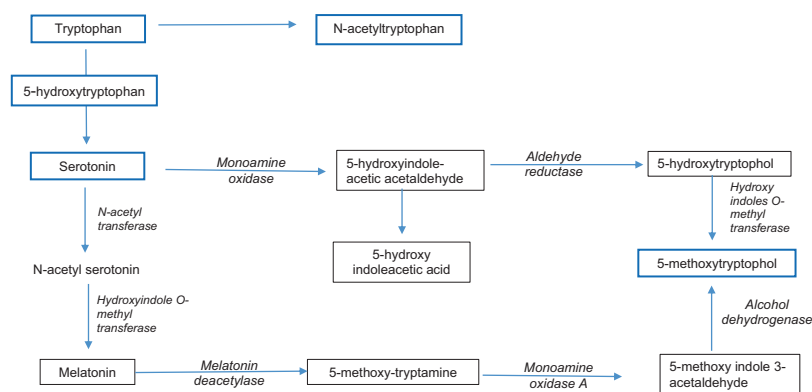 Tryptophan
N-acetyltryptophan
5-hydroxytryptophan
Serotonin
Monoamine
oxidase
5-hydroxyindole-
acetic acetaldehyde
Aldehyde
reductase
5-hydroxytryptophol
N-acetyl
transferase
Hydroxy
indoles O-
methyl
transferase
5-hydroxy
indoleacetic acid
N-acetyl serotonin
5-methoxytryptophol
Hydroxyindole O-
methyl
transferase
Alcohol
dehydrogenase
Melatonin
Melatonin
deacetylase
5-methoxy-tryptamine
Monoamine
oxidase A
5-methoxy indole 3-
acetaldehyde